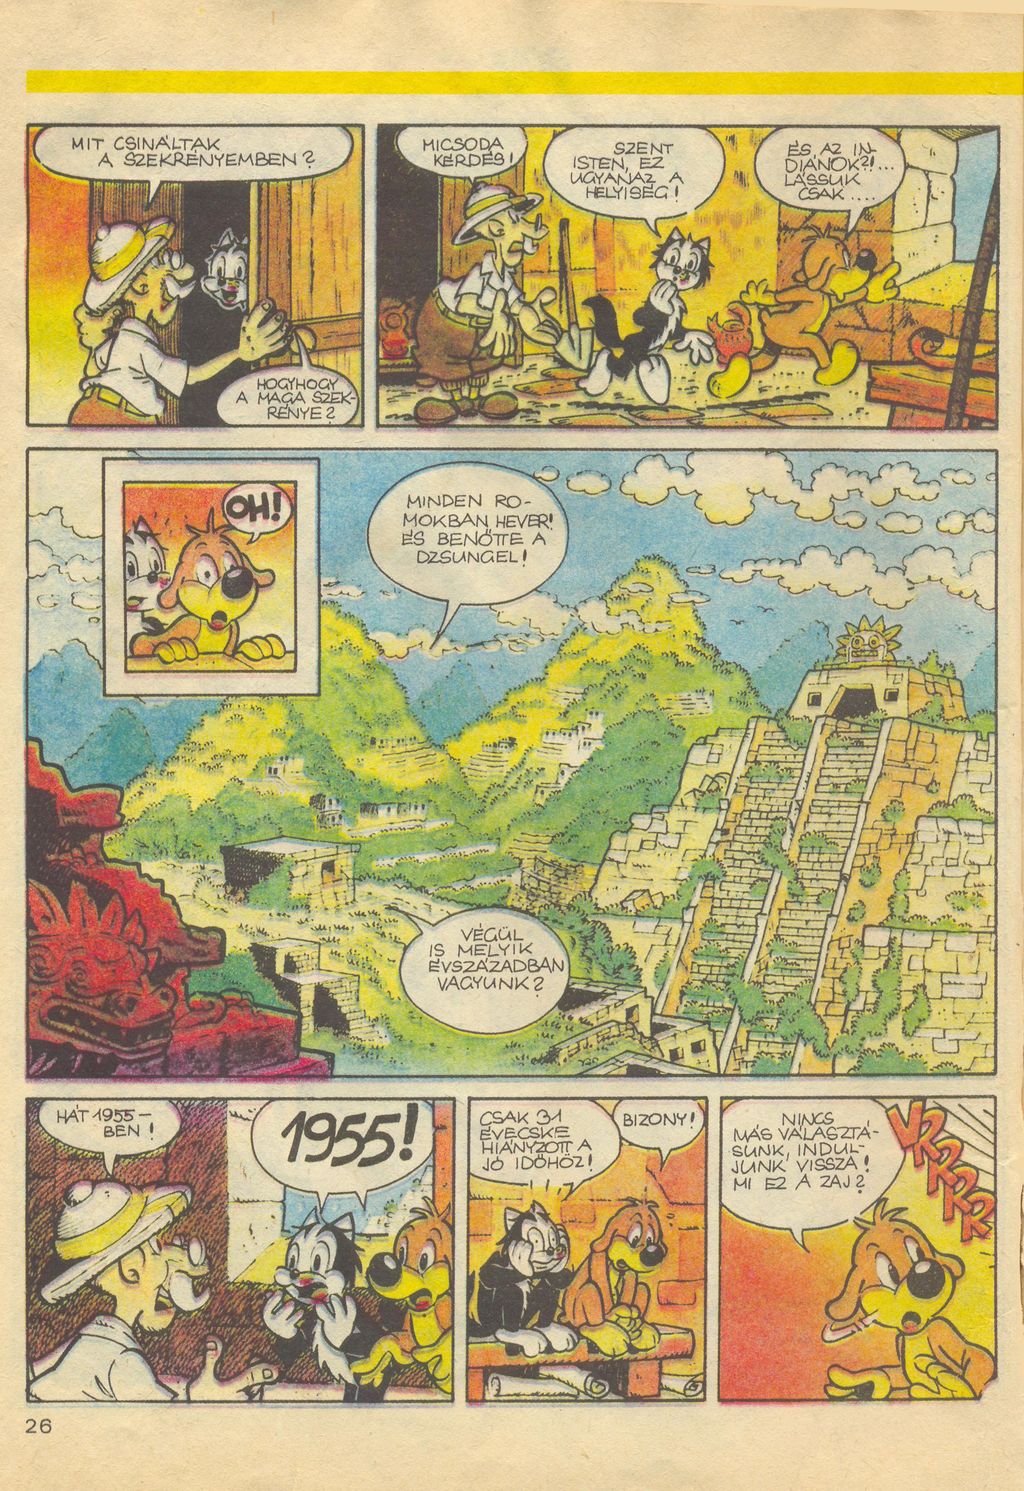 MIT CSINÁLTAK
A SZEKRÉNYEMBEN?
HOGYHOGY
A MAGA SZEK-
RÉNYE?
MICSODA
KÉRDÉS!
SZENT
ISTEN, EZ
UGYANAZ A
HELYISÉG!
ÉS, AZ IN-
DIÁNOK?!...
LÁSSUK
CSAK.....
OH!
MINDEN RO-
MOKBAN HEVER!
ÉS BENŐTTE A
DZSUNGEL!
VÉGÜL
IS MELYIK
ÉVSZÁZADBAN
VAGYUNK?
HÁT 1955-
BEN!
1955!
CSAK 31
ÉVECSKE
HIÁNYZOTT A
JÓ IDŐHÖZ!
BIZONY!
NINCS
MÁS VÁLASZTÁ-
SUNK, INDUL-
JUNK VISSZA!
MI EZ A ZAJ?
VRRRRR
26